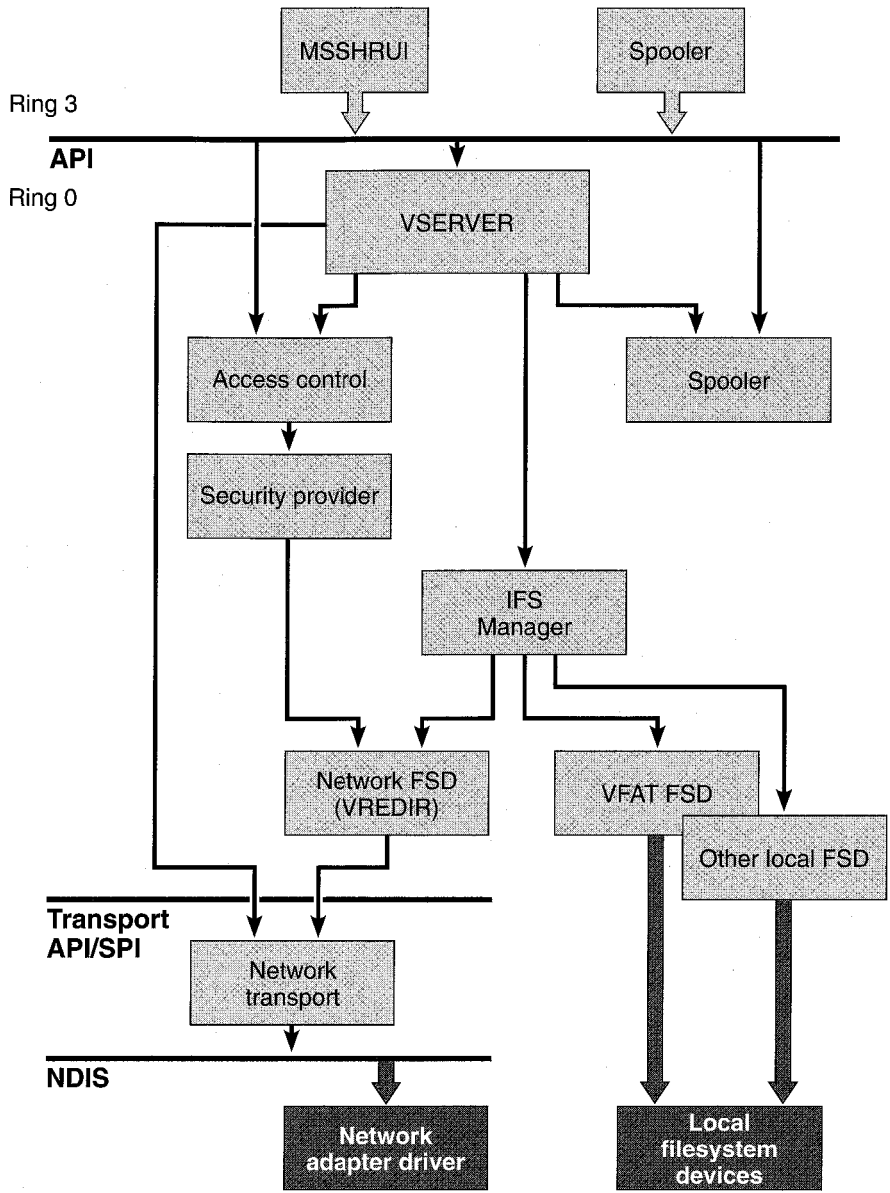 MSSHRUI
Spooler
Ring 3
API
Ring 0
VSERVER
Access control
Spooler
Security provider
IFS
Manager
Network FSD
(VREDIR)
VFAT FSD
Other local FSD
Transport
API/SPI
Network
transport
NDIS
Network
adapter driver
Local
filesystem
devices